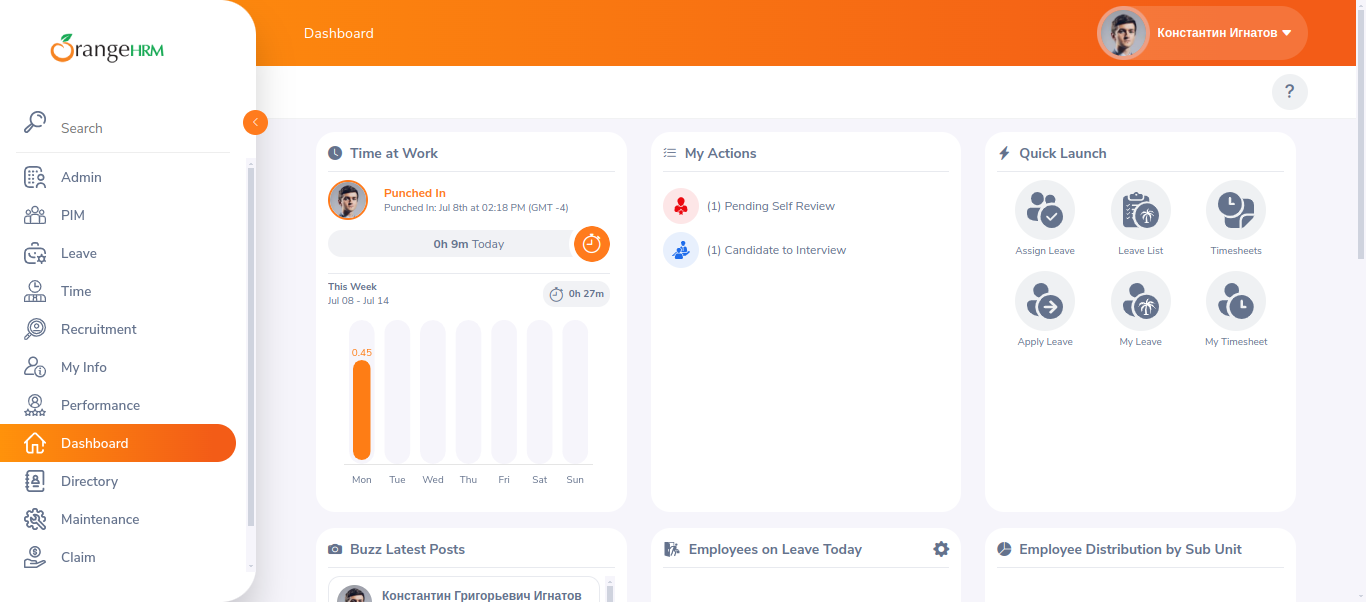 OrangeHRM
Dashboard
Константин Игнатов
?
Search
Admin
PIM
Leave
Time
Recruitment
My Info
Performance
Dashboard
Directory
Maintenance
Claim
Time at Work
Punched In
Punched In: Jul 8th at 02:18 PM (GMT -4)
0h 9m Today
This Week
Jul 08 - Jul 14
0h 27m
0.45
Mon Tue Wed Thu Fri Sat Sun
My Actions
(1) Pending Self Review
(1) Candidate to Interview
Quick Launch
Assign Leave Leave List Timesheets
Apply Leave My Leave My Timesheet
Buzz Latest Posts
Константин Григорьевич Игнатов
Employees on Leave Today
Employee Distribution by Sub Unit